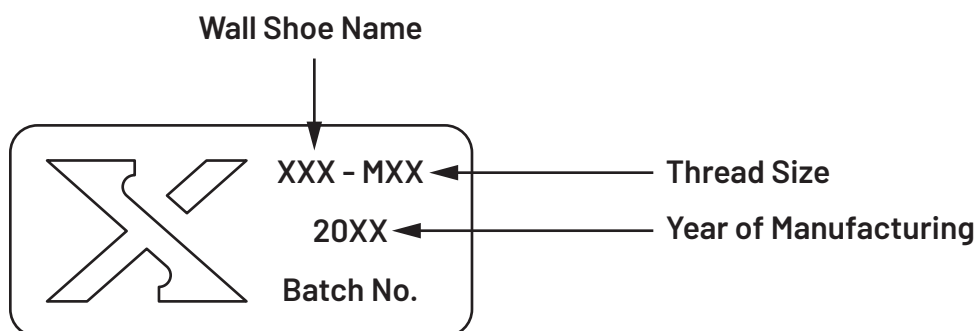 Wall Shoe Name
XXX - MXX
Thread Size
20XX
Year of Manufacturing
Batch No.